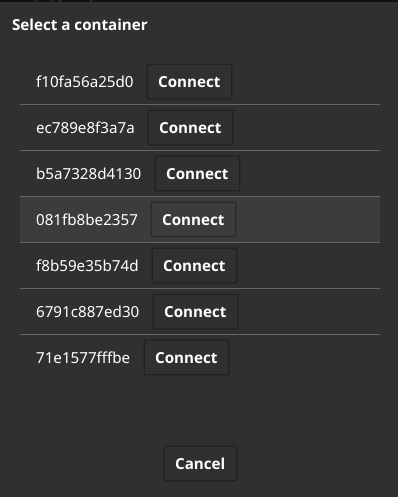 Select a container
f10fa56a25d0 Connect
ec789e8f3a7a Connect
b5a7328d4130 Connect
081fb8be2357 Connect
f8b59e35b74d Connect
6791c887ed30 Connect
71e1577fffbe Connect
Cancel